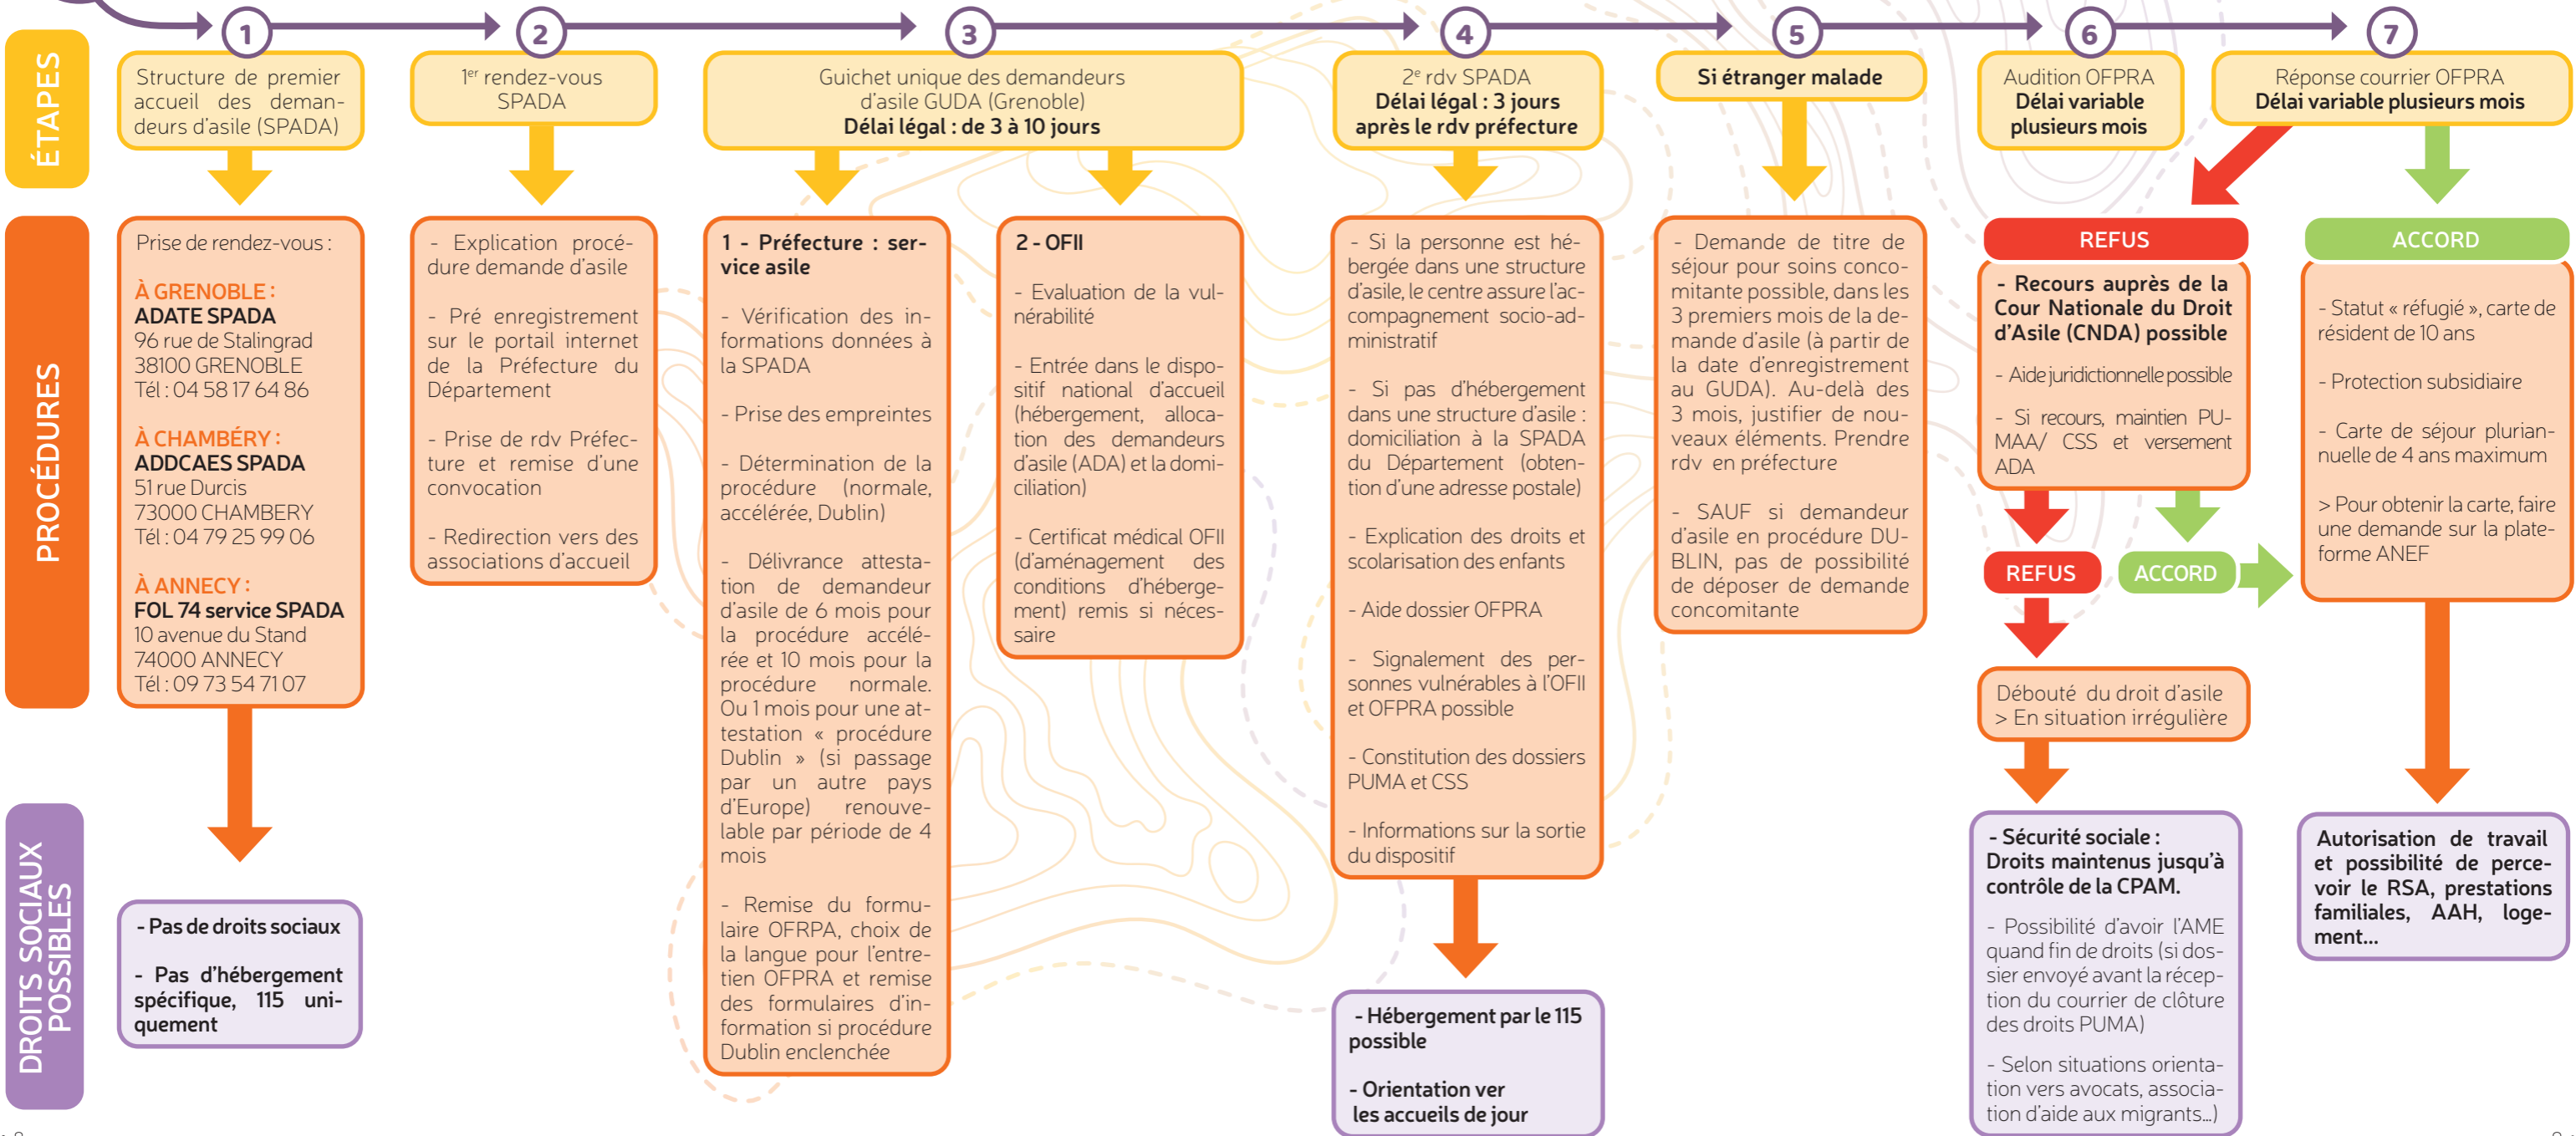 1
2
3
4
5
6
7
ÉTAPES
Structure de premier
accueil des deman-
deurs d'asile (SPADA)
1er rendez-vous
SPADA
Guichet unique des demandeurs
d'asile GUDA (Grenoble)
Délai légal : de 3 à 10 jours
2e rdv SPADA
Délai légal : 3 jours
après le rdv préfecture
Si étranger malade
Audition OFPRA
Délai variable
plusieurs mois
Réponse courrier OFPRA
Délai variable plusieurs mois
PROCÉDURES
Prise de rendez-vous :
À GRENOBLE :
ADATE SPADA
96 rue de Stalingrad
38100 GRENOBLE
Tél : 04 58 17 64 86
À CHAMBÉRY :
ADDCAES SPADA
51 rue Durcis
73000 CHAMBERY
Tél : 04 79 25 99 06
À ANNECY :
FOL 74 service SPADA
10 avenue du Stand
74000 ANNECY
Tél : 09 73 54 71 07
- Explication procé-
dure demande d'asile
- Pré enregistrement
sur le portail internet
de la Préfecture du
Département
- Prise de rdv Préfec-
ture et remise d'une
convocation
- Redirection vers des
associations d'accueil
1 - Préfecture : ser-
vice asile
- Vérification des in-
formations données à
la SPADA
- Prise des empreintes
- Détermination de la
procédure (normale,
accélérée, Dublin)
- Délivrance attesta-
tion de demandeur
d'asile de 6 mois pour
la procédure accélé-
rée et 10 mois pour la
procédure normale.
Ou 1 mois pour une at-
testation « procédure
Dublin » (si passage
par un autre pays
d'Europe) renouve-
lable par période de 4
mois
- Remise du formu-
laire OFRPA, choix de
la langue pour l'entre-
tien OFPRA et remise
des formulaires d'in-
formation si procédure
Dublin enclenchée
2 - OFII
- Evaluation de la vul-
nérabilité
- Entrée dans le dispo-
sitif national d'accueil
(hébergement, alloca-
tion des demandeurs
d'asile (ADA) et la domi-
ciliation)
- Certificat médical OFII
(d'aménagement des
conditions d'héberge-
ment) remis si néces-
saire
- Si la personne est hé-
bergée dans une structure
d'asile, le centre assure l'ac-
compagnement socio-ad-
ministratif
- Si pas d'hébergement
dans une structure d'asile :
domiciliation à la SPADA
du Département (obten-
tion d'une adresse postale)
- Explication des droits et
scolarisation des enfants
- Aide dossier OFPRA
- Signalement des per-
sonnes vulnérables à l'OFII
et OFPRA possible
- Constitution des dossiers
PUMA et CSS
- Informations sur la sortie
du dispositif
- Demande de titre de
séjour pour soins conco-
mitante possible, dans les
3 premiers mois de la de-
mande d'asile (à partir de
la date d'enregistrement
au GUDA). Au-delà des
3 mois, justifier de nou-
veaux éléments. Prendre
rdv en préfecture
- SAUF si demandeur
d'asile en procédure DU-
BLIN, pas de possibilité
de déposer de demande
concomitante
REFUS
- Recours auprès de la
Cour Nationale du Droit
d'Asile (CNDA) possible
- Aide juridictionnelle possible
- Si recours, maintien PU-
MAA/ CSS et versement
ADA
REFUS
ACCORD
Débouté du droit d'asile
> En situation irrégulière
ACCORD
- Statut « réfugié », carte de
résident de 10 ans
- Protection subsidiaire
- Carte de séjour plurian-
nuelle de 4 ans maximum
> Pour obtenir la carte, faire
une demande sur la plate-
forme ANEF
DROITS SOCIAUX
POSSIBLES
- Pas de droits sociaux
- Pas d'hébergement
spécifique, 115 uni-
quement
- Hébergement par le 115
possible
- Orientation ver
les accueils de jour
- Sécurité sociale :
Droits maintenus jusqu'à
contrôle de la CPAM.
- Possibilité d'avoir l'AME
quand fin de droits (si dos-
sier envoyé avant la récep-
tion du courrier de clôture
des droits PUMA)
- Selon situations orienta-
tion vers avocats, associa-
tion d'aide aux migrants...)
Autorisation de travail
et possibilité de perce-
voir le RSA, prestations
familiales, AAH, loge-
ment...